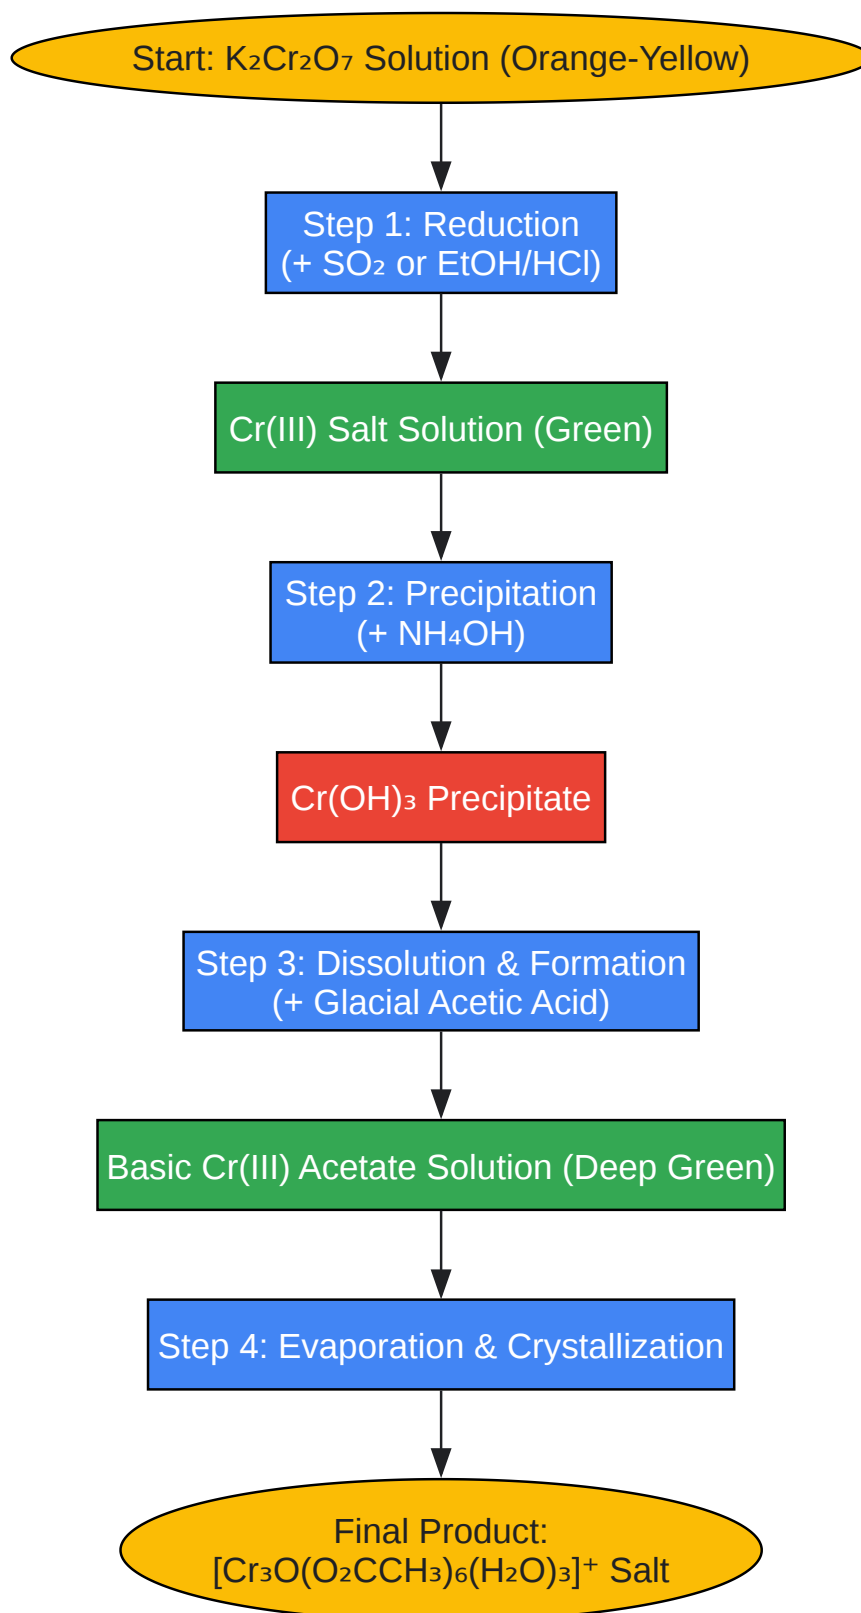 Start: K₂Cr₂O₇ Solution (Orange-Yellow)
Step 1: Reduction
(+ SO₂ or EtOH/HCl)
Cr(III) Salt Solution (Green)
Step 2: Precipitation
(+ NH₄OH)
Cr(OH)₃ Precipitate
Step 3: Dissolution & Formation
(+ Glacial Acetic Acid)
Basic Cr(III) Acetate Solution (Deep Green)
Step 4: Evaporation & Crystallization
Final Product:
[Cr₃O(O₂CCH₃)₆(H₂O)₃]⁺ Salt